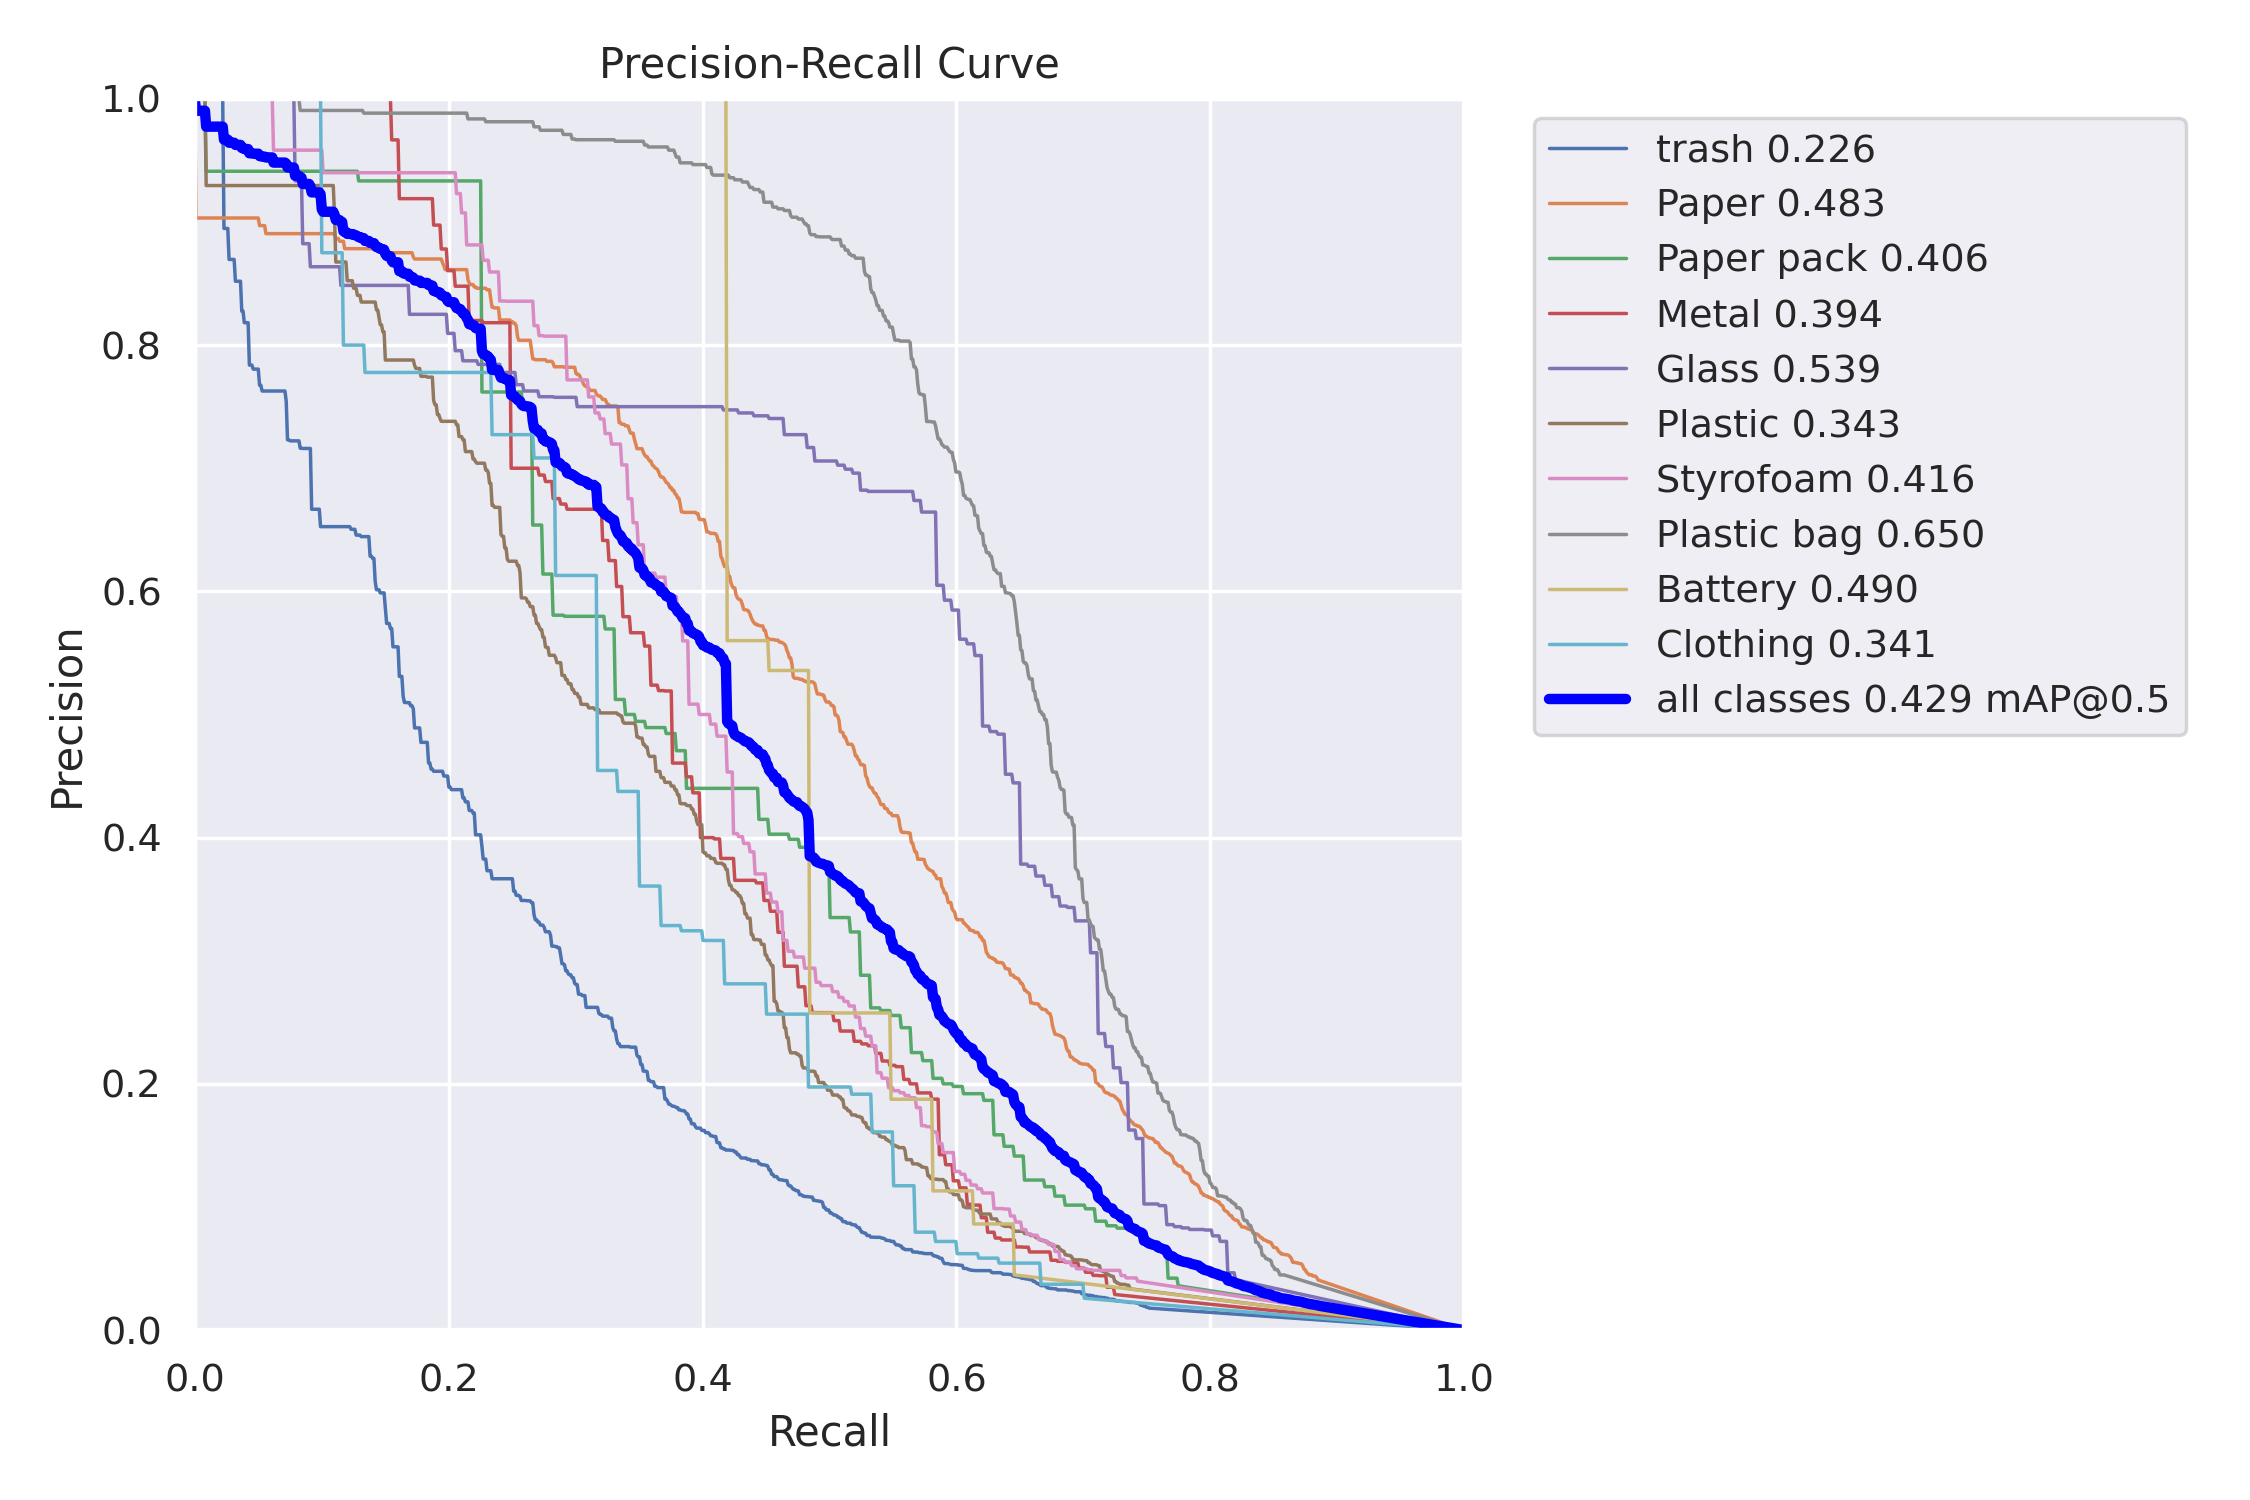 Precision-Recall Curve
1.0
0.8
0.6
0.4
0.2
0.0
Precision
0.0 0.2 0.4 0.6 0.8 1.0
Recall
trash 0.226
Paper 0.483
Paper pack 0.406
Metal 0.394
Glass 0.539
Plastic 0.343
Styrofoam 0.416
Plastic bag 0.650
Battery 0.490
Clothing 0.341
all classes 0.429 mAP@0.5